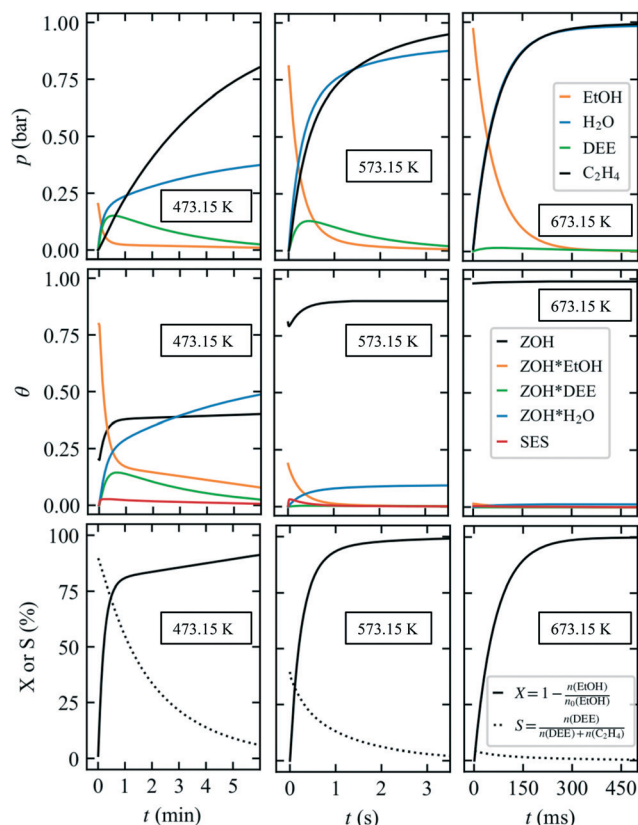 1.00
0.75
0.50
0.25
0.00
p (bar)
473.15 K
573.15 K
EtOH
H₂O
DEE
C₂H₄
673.15 K
1.00
0.75
0.50
0.25
0.00
θ
473.15 K
573.15 K
673.15 K
ZOH
ZOH*EtOH
ZOH*DEE
ZOH*H₂O
SES
100
75
50
25
0
X or S (%)
473.15 K
573.15 K
673.15 K
X = 1 − n(EtOH)/n₀(EtOH)
S = n(DEE)/n(DEE)+n(C₂H₄)
0 1 2 3 4 5
0 1 2 3
0 150 300 450
t (min)
t (s)
t (ms)